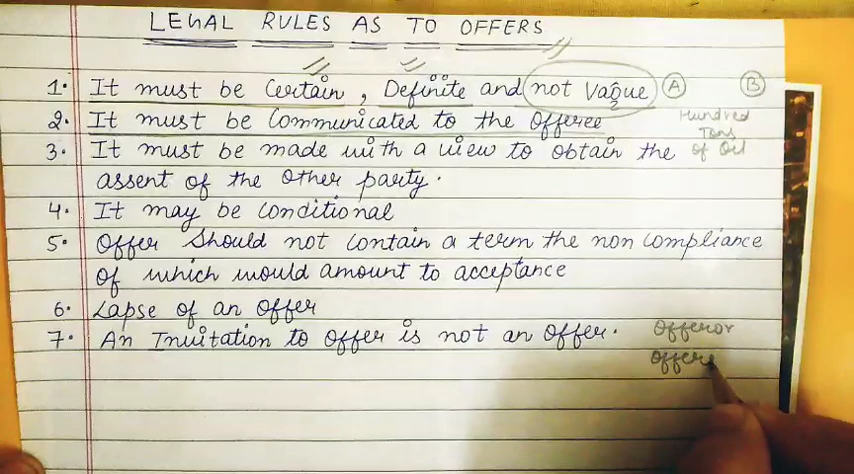 LEGAL RULES AS TO OFFERS
1. It must be Certain, Definite and not Vague A B
2. It must be Communicated to the Offeree Hundred
Tons
3. It must be made with a view to obtain the of Oil
assent of the Other party.
4. It may be Conditional
5. Offer Should not Contain a term the non Compliance
of which would amount to acceptance
6. Lapse of an Offer
7. An Invitation to Offer is not an Offer. Offeror
Offere